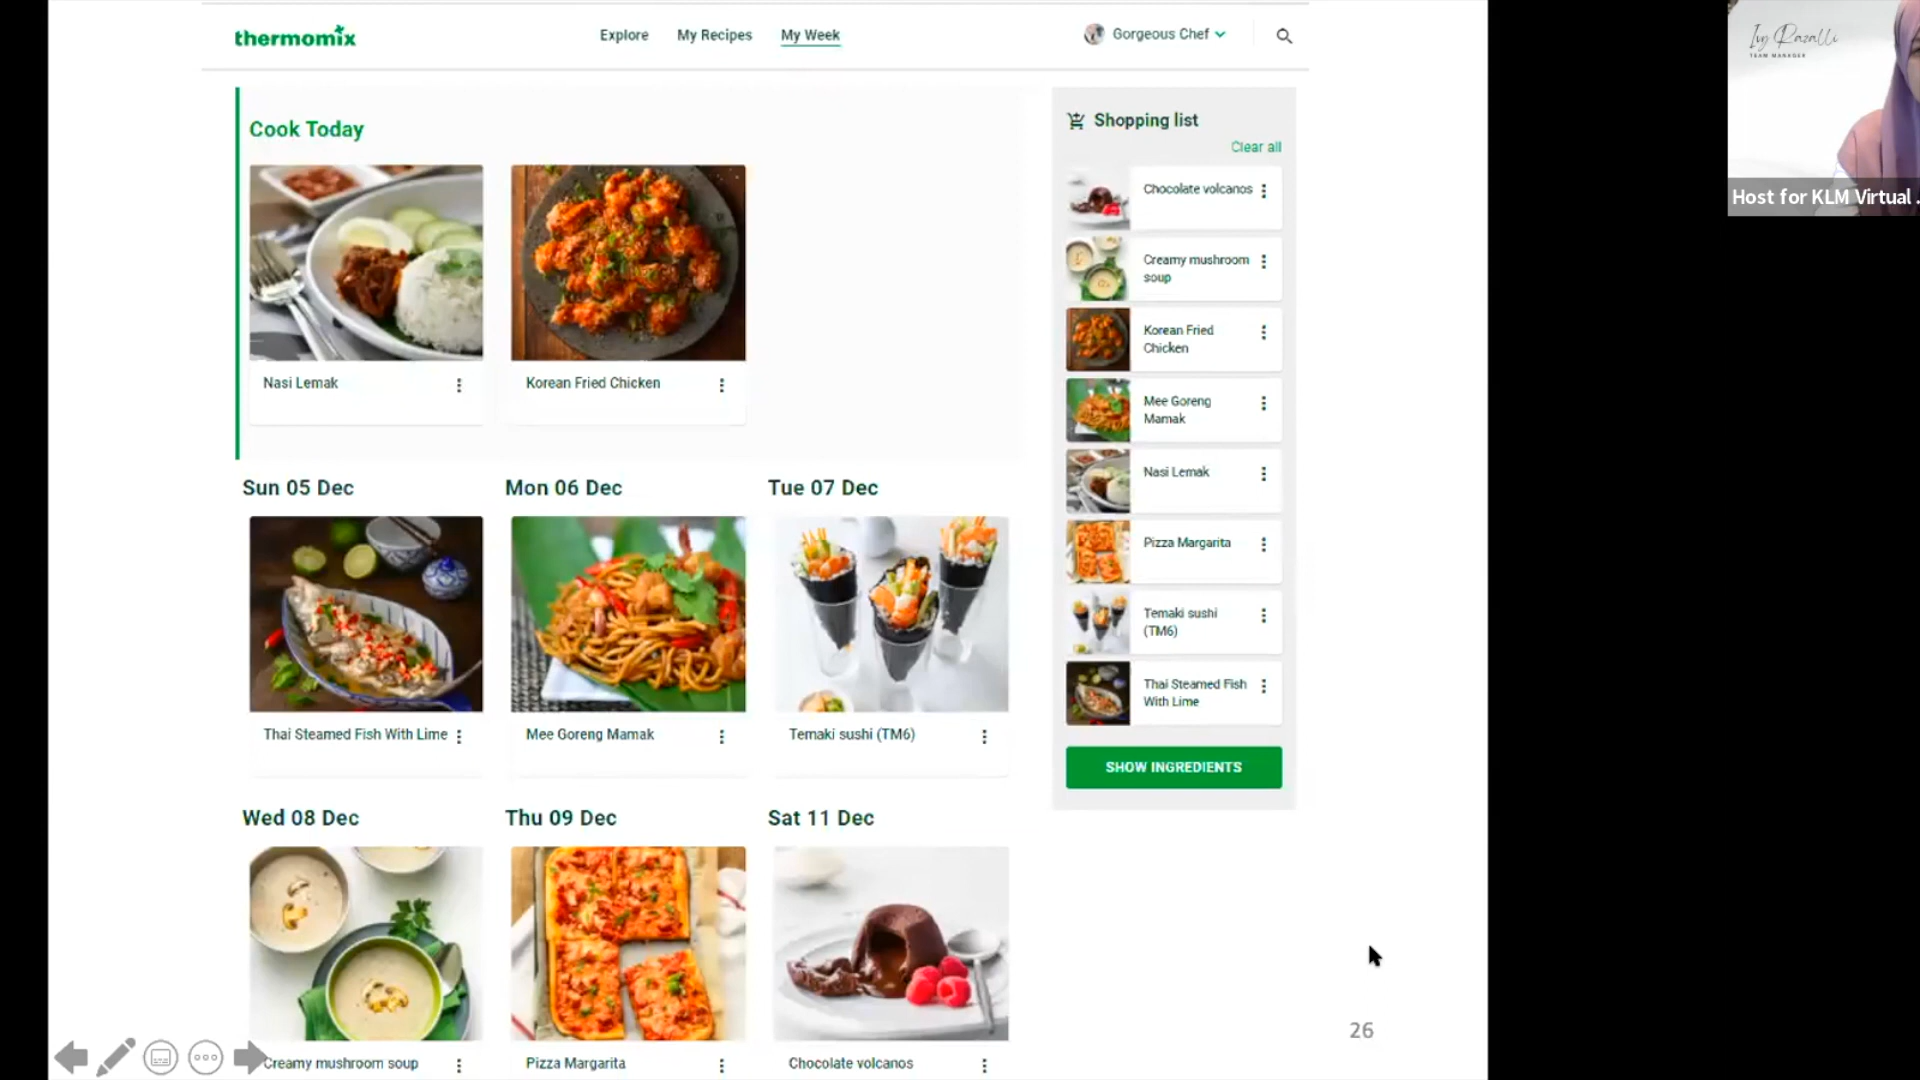 thermomix
Explore
My Recipes
My Week
Gorgeous Chef
Cook Today
Nasi Lemak
Korean Fried Chicken
Sun 05 Dec
Mon 06 Dec
Tue 07 Dec
Thai Steamed Fish With Lime
Mee Goreng Mamak
Temaki sushi (TM6)
Wed 08 Dec
Thu 09 Dec
Sat 11 Dec
Creamy mushroom soup
Pizza Margarita
Chocolate volcanos
Shopping list
Clear all
Chocolate volcanos
Creamy mushroom
soup
Korean Fried
Chicken
Mee Goreng
Mamak
Nasi Lemak
Pizza Margarita
Temaki sushi
(TM6)
Thai Steamed Fish
With Lime
SHOW INGREDIENTS
26
Ivy Razalli
TEAM MANAGER
Host for KLM Virtual .